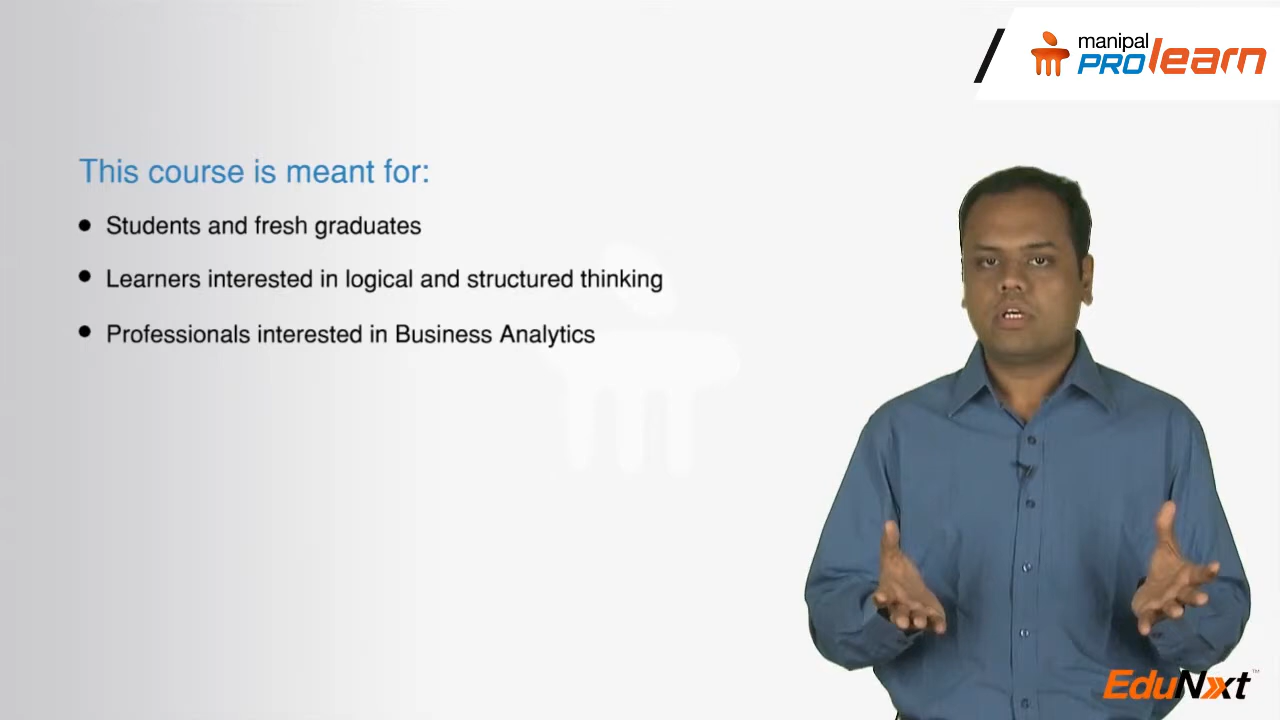 manipal
PROlearn
This course is meant for:
Students and fresh graduates
Learners interested in logical and structured thinking
Professionals interested in Business Analytics
EduNxt™